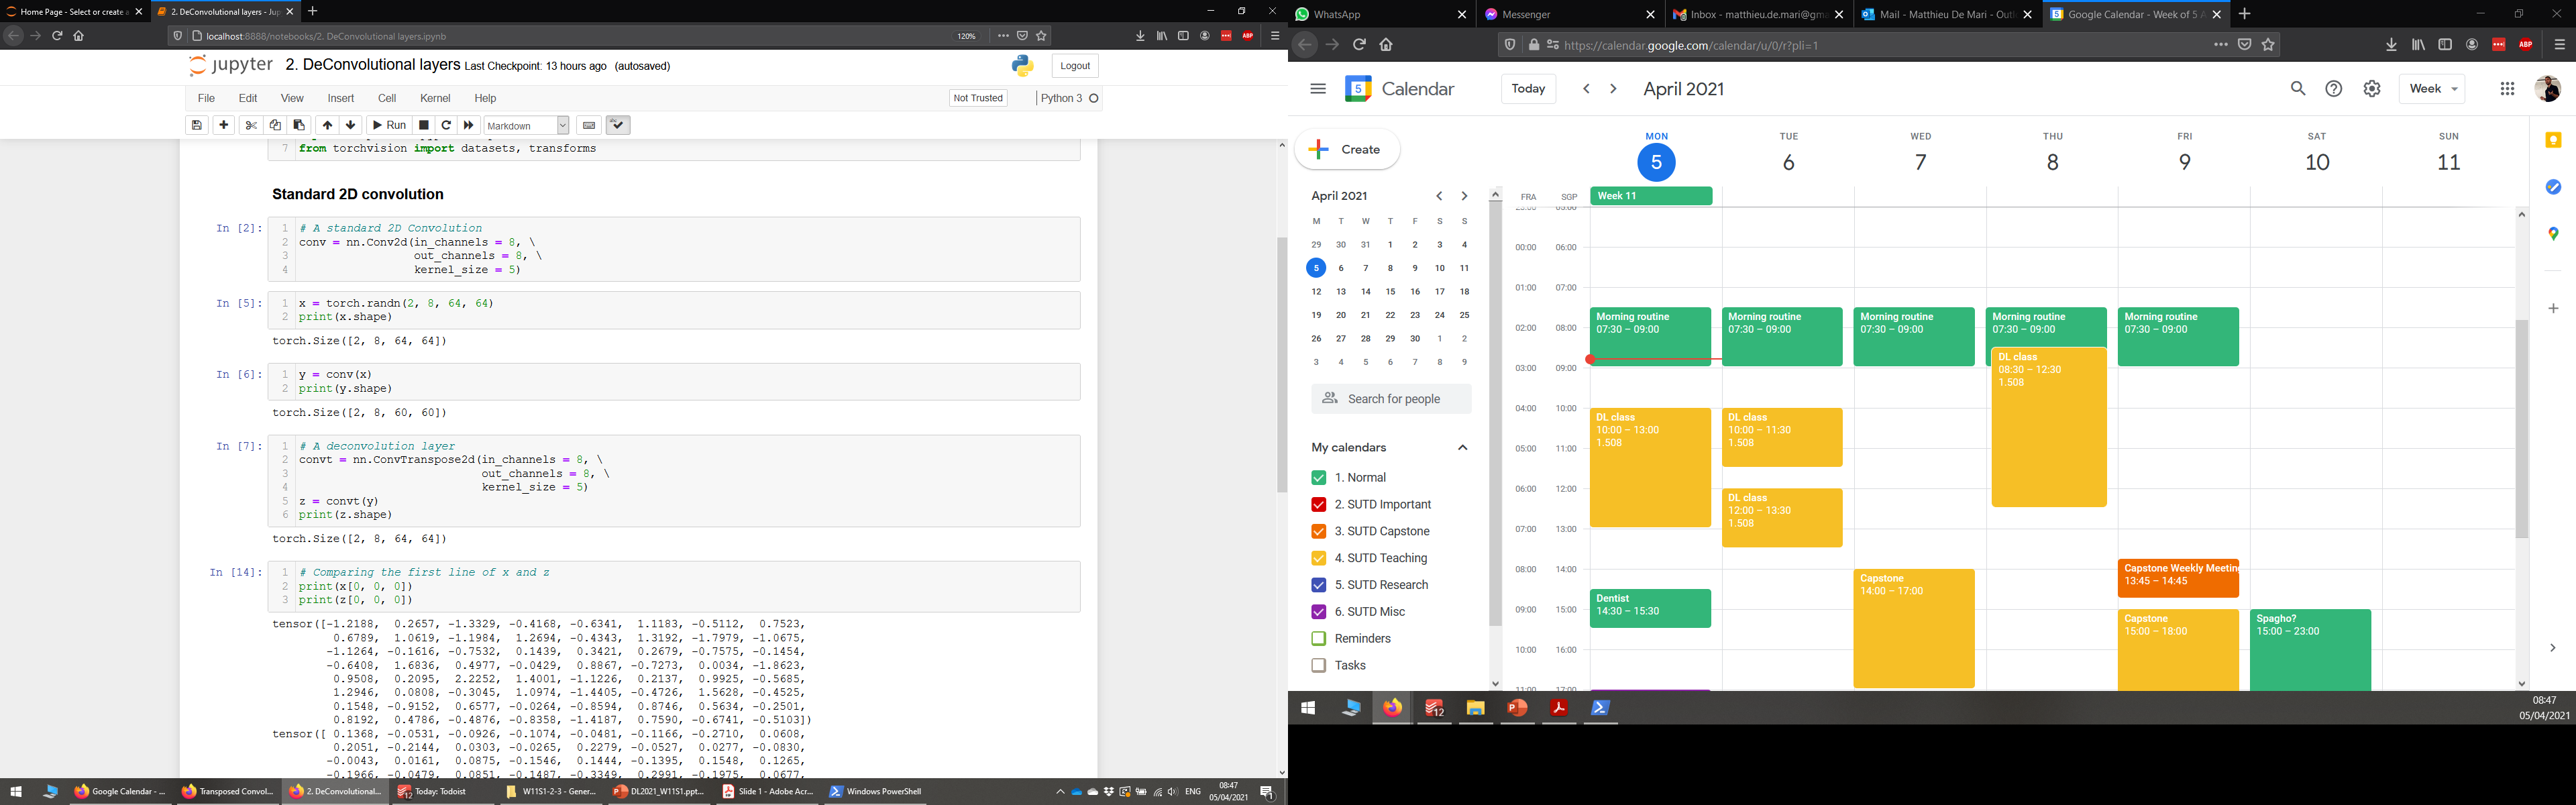 Home Page - Select or create a
2. DeConvolutional layers - Jup
localhost:8888/notebooks/2. DeConvolutional layers.ipynb
120%
ABP
jupyter 2. DeConvolutional layers Last Checkpoint: 13 hours ago (autosaved)
Logout
File Edit View Insert Cell Kernel Help
Not Trusted
Python 3
Run
Markdown
7 from torchvision import datasets, transforms
Standard 2D convolution
In [2]:
1 # A standard 2D Convolution
2 conv = nn.Conv2d(in_channels = 8, \
3 out_channels = 8, \
4 kernel_size = 5)
In [5]:
1 x = torch.randn(2, 8, 64, 64)
2 print(x.shape)
torch.Size([2, 8, 64, 64])
In [6]:
1 y = conv(x)
2 print(y.shape)
torch.Size([2, 8, 60, 60])
In [7]:
1 # A deconvolution layer
2 convt = nn.ConvTranspose2d(in_channels = 8, \
3 out_channels = 8, \
4 kernel_size = 5)
5 z = convt(y)
6 print(z.shape)
torch.Size([2, 8, 64, 64])
In [14]:
1 # Comparing the first line of x and z
2 print(x[0, 0, 0])
3 print(z[0, 0, 0])
tensor([-1.2188, 0.2657, -1.3329, -0.4168, -0.6341, 1.1183, -0.5112, 0.7523,
0.6789, 1.0619, -1.1984, 1.2694, -0.4343, 1.3192, -1.7979, -1.0675,
-1.1264, -0.1616, -0.7532, 0.1439, 0.3421, 0.2679, -0.7575, -0.1454,
-0.6408, 1.6836, 0.4977, -0.0429, 0.8867, -0.7273, 0.0034, -1.8623,
0.9508, 0.2095, 2.2252, 1.4001, -1.1226, 0.2137, 0.9925, -0.5685,
1.2946, 0.0808, -0.3045, 1.0974, -1.4405, -0.4726, 1.5628, -0.4525,
0.1548, -0.9152, 0.6577, -0.0264, -0.8594, 0.8746, 0.5634, -0.2501,
0.8192, 0.4786, -0.4876, -0.8358, -1.4187, 0.7590, -0.6741, -0.5103])
tensor([ 0.1368, -0.0531, -0.0926, -0.1074, -0.0481, -0.1166, -0.2710, 0.0608,
0.2051, -0.2144, 0.0303, -0.0265, 0.2279, -0.0527, 0.0277, -0.0830,
-0.0043, 0.0161, 0.0875, -0.1546, 0.1444, -0.1395, 0.1548, 0.1265,
-0.1966, -0.0479, 0.0851, -0.1487, -0.3349, 0.2991, -0.1975, 0.0677,
Google Calendar - ...
Transposed Convol...
2. DeConvolutional...
12
Today: Todoist
W11S1-2-3 - Gener...
DL2021_W11S1.ppt...
Slide 1 - Adobe Acr...
Windows PowerShell
ENG
08:47
05/04/2021
1
WhatsApp
Messenger
Inbox - matthieu.de.mari@gm
Mail - Matthieu De Mari - Outl
Google Calendar - Week of 5 A
https://calendar.google.com/calendar/u/0/r?pli=1
ABP
5 Calendar
Today
April 2021
Week
Create
MON TUE WED THU FRI SAT SUN
5 6 7 8 9 10 11
FRA SGP
Week 11
April 2021
M T W T F S S
29 30 31 1 2 3 4
5 6 7 8 9 10 11
12 13 14 15 16 17 18
19 20 21 22 23 24 25
26 27 28 29 30 1 2
3 4 5 6 7 8 9
Search for people
My calendars
1. Normal
2. SUTD Important
3. SUTD Capstone
4. SUTD Teaching
5. SUTD Research
6. SUTD Misc
Reminders
Tasks
00:00 06:00
01:00 07:00
02:00 08:00
03:00 09:00
04:00 10:00
05:00 11:00
06:00 12:00
07:00 13:00
08:00 14:00
09:00 15:00
10:00 16:00
11:00 17:00
Morning routine
07:30 – 09:00
DL class
10:00 – 13:00
1.508
Dentist
14:30 – 15:30
Morning routine
07:30 – 09:00
DL class
10:00 – 11:30
1.508
DL class
12:00 – 13:30
1.508
Morning routine
07:30 – 09:00
Capstone
14:00 – 17:00
Morning routine
07:30 – 09:00
DL class
08:30 – 12:30
1.508
Morning routine
07:30 – 09:00
Capstone Weekly Meeting
13:45 – 14:45
Capstone
15:00 – 18:00
Spagho?
15:00 – 23:00
12
08:47
05/04/2021